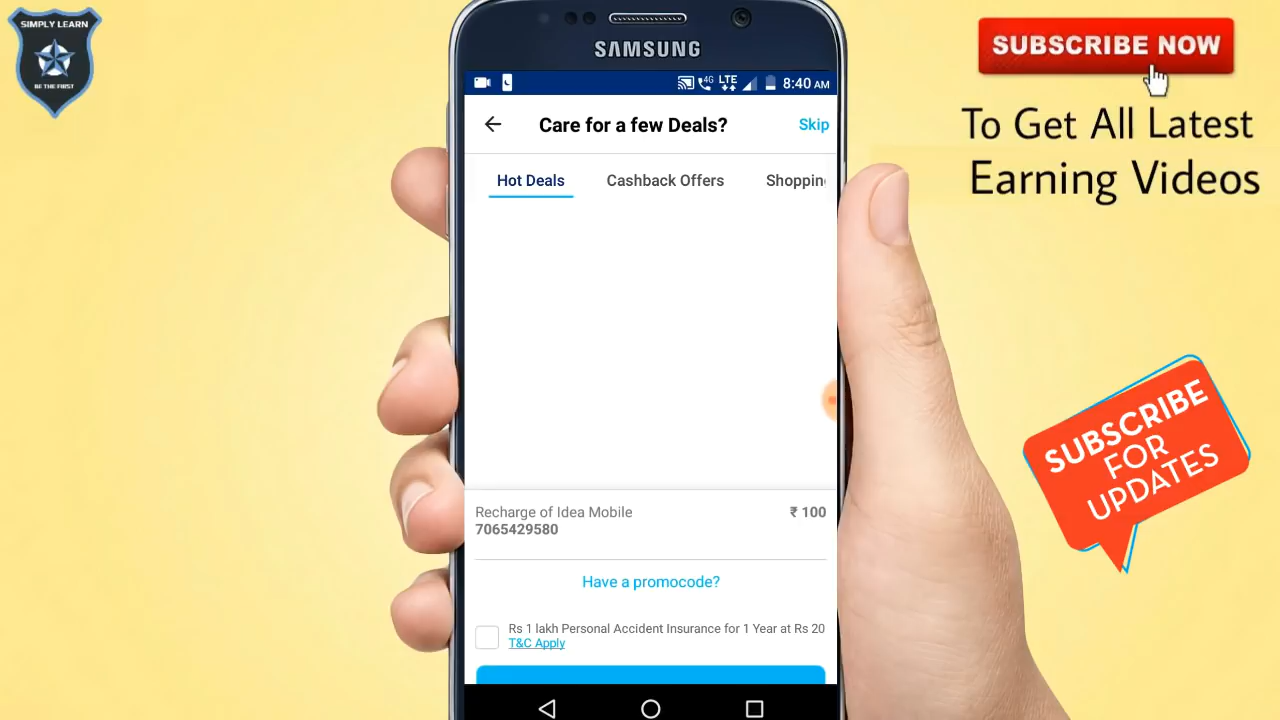 SIMPLY LEARN
BE THE FIRST
SUBSCRIBE NOW
To Get All Latest
Earning Videos
SAMSUNG
4G LTE 8:40 AM
Care for a few Deals?
Skip
Hot Deals
Cashback Offers
Shoppin
Recharge of Idea Mobile
₹ 100
7065429580
Have a promocode?
Rs 1 lakh Personal Accident Insurance for 1 Year at Rs 20
T&C Apply
SUBSCRIBE
FOR
UPDATES